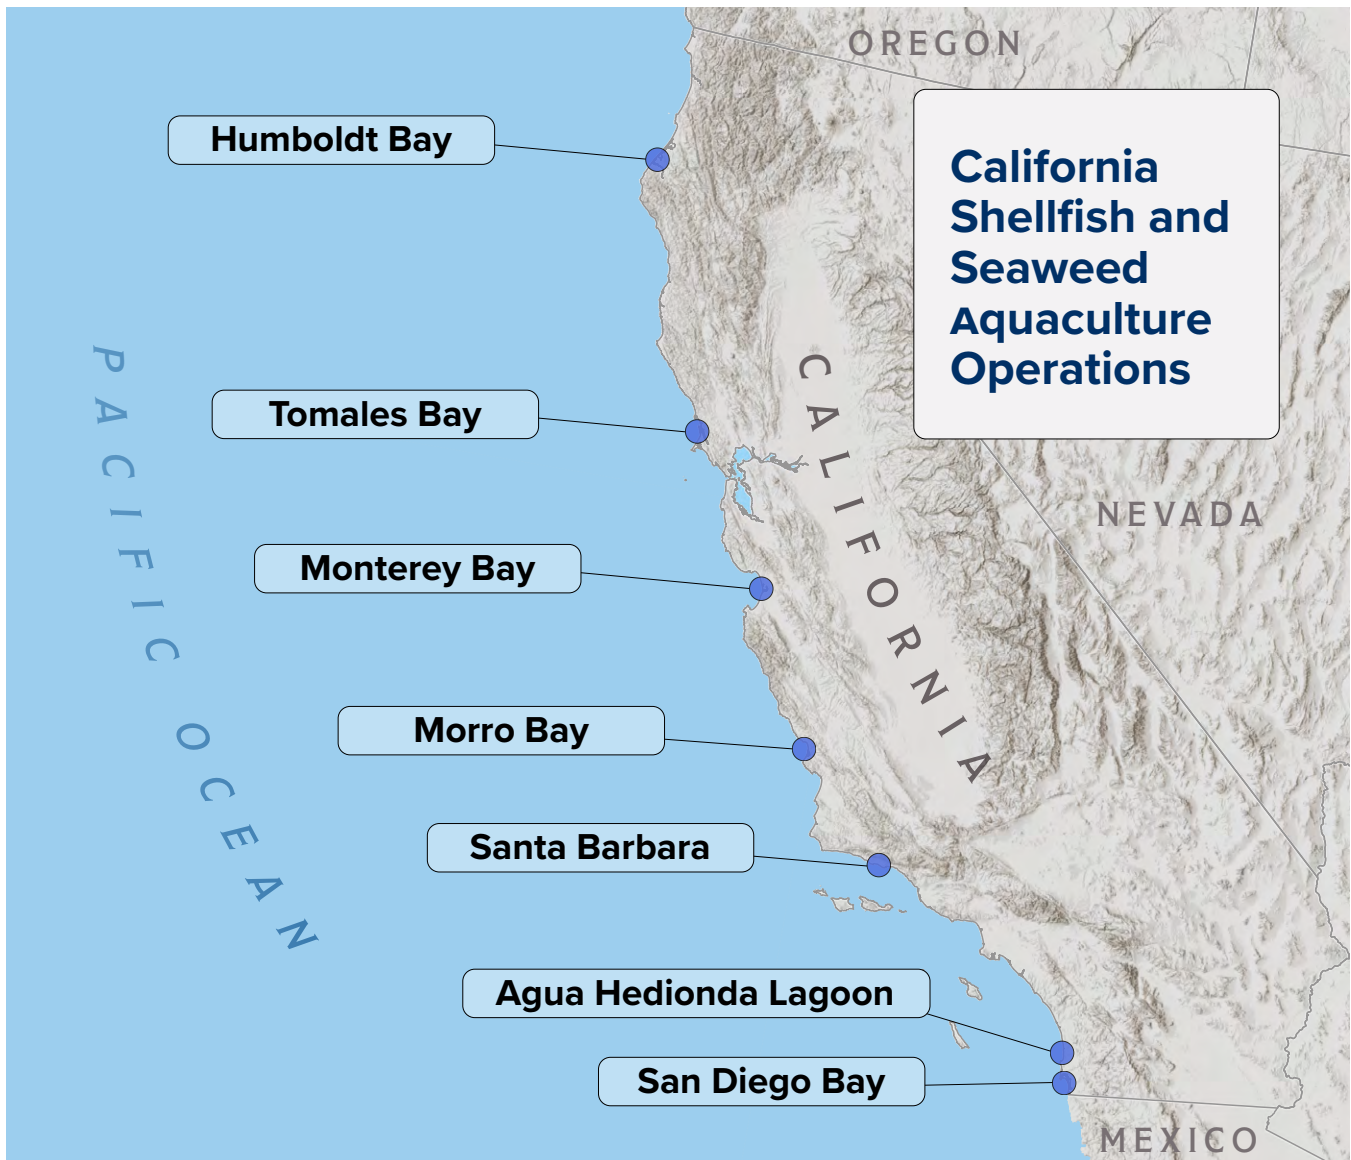 OREGON
Humboldt Bay
California
Shellfish and
Seaweed
Aquaculture
Operations
PACIFIC OCEAN
CALIFORNIA
Tomales Bay
NEVADA
Monterey Bay
Morro Bay
Santa Barbara
Agua Hedionda Lagoon
San Diego Bay
MEXICO